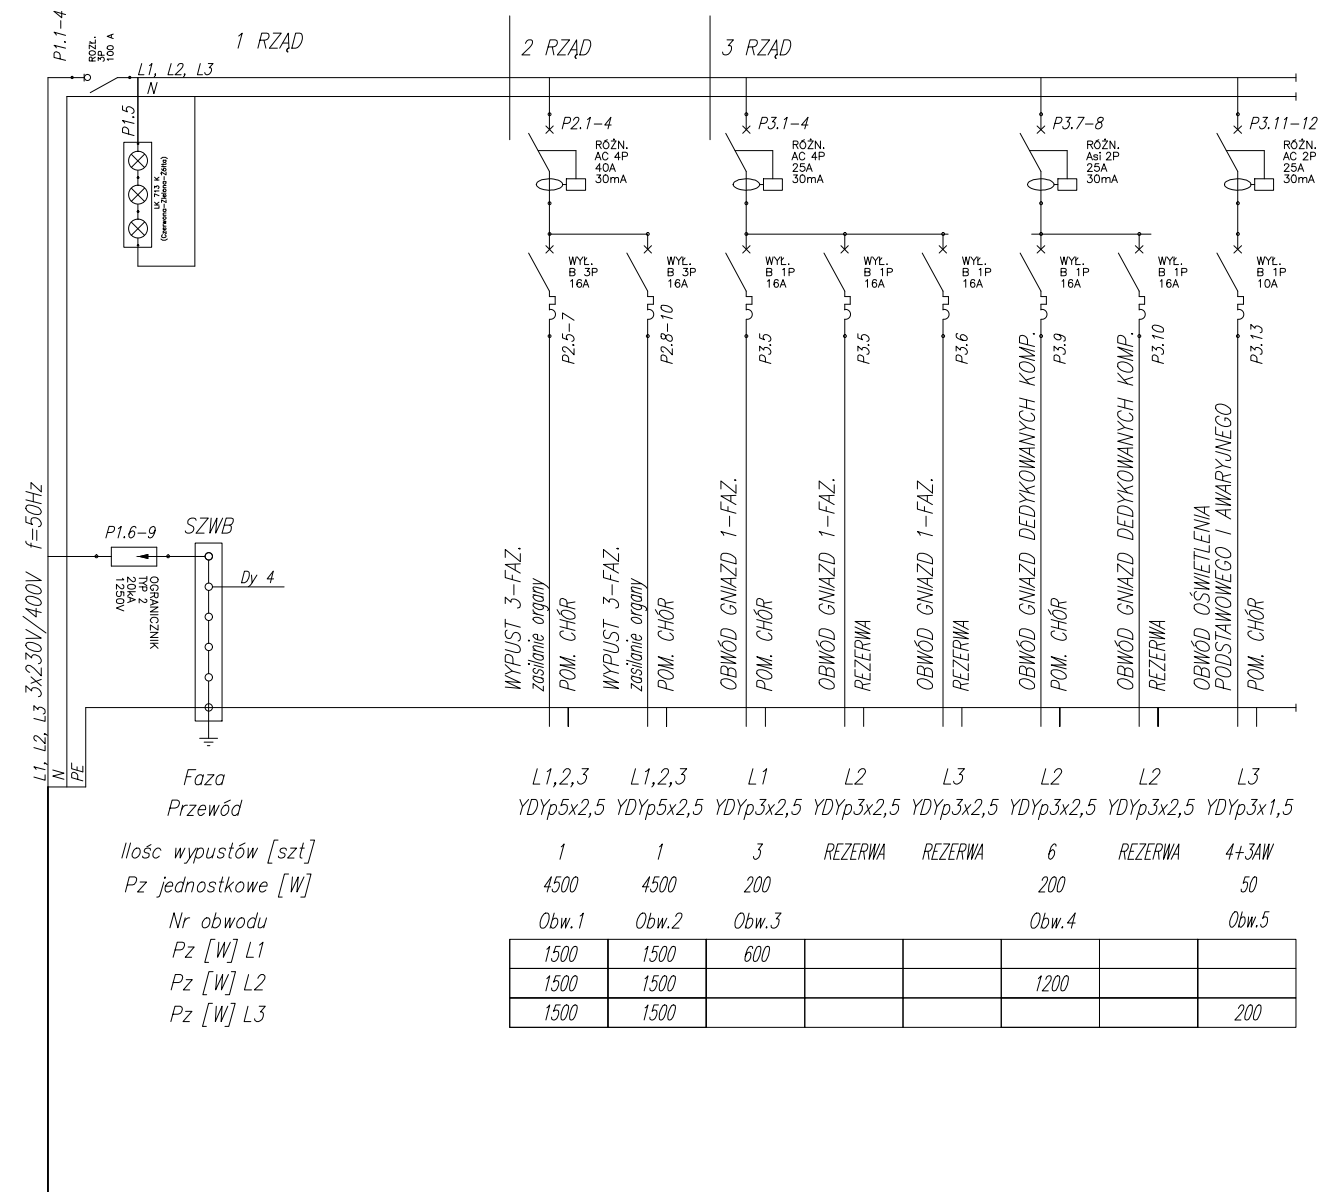 P1.1-4
ROZŁ.
3P
100 A
1 RZĄD
2 RZĄD
3 RZĄD
L1, L2, L3
N
P1.5
LK 713 K
(Czerwona-Zielona-Żółta)
P2.1-4
RÓŻN.
AC 4P
40A
30mA
P3.1-4
RÓŻN.
AC 4P
25A
30mA
P3.7-8
RÓŻN.
Asi 2P
25A
30mA
P3.11-12
RÓŻN.
AC 2P
25A
30mA
WYŁ.
B 3P
16A
WYŁ.
B 3P
16A
WYŁ.
B 1P
16A
WYŁ.
B 1P
16A
WYŁ.
B 1P
16A
WYŁ.
B 1P
16A
WYŁ.
B 1P
16A
WYŁ.
B 1P
10A
P2.5-7
P2.8-10
P3.5
P3.5
P3.6
P3.9
P3.10
P3.13
WYPUST 3-FAZ.
zasilanie organy
POM. CHÓR
WYPUST 3-FAZ.
zasilanie organy
POM. CHÓR
OBWÓD GNIAZD 1-FAZ.
POM. CHÓR
OBWÓD GNIAZD 1-FAZ.
REZERWA
OBWÓD GNIAZD 1-FAZ.
REZERWA
OBWÓD GNIAZD DEDYKOWANYCH KOMP.
POM. CHÓR
OBWÓD GNIAZD DEDYKOWANYCH KOMP.
REZERWA
OBWÓD OŚWIETLENIA
PODSTAWOWEGO I AWARYJNEGO
POM. CHÓR
L1, L2, L3 3x230V/400V f=50Hz
N
PE
P1.6-9
OGRANICZNIK
TYP 2
20kA
1250V
SZWB
Dy 4
Faza L1,2,3 L1,2,3 L1 L2 L3 L2 L2 L3
Przewód YDYp5x2,5 YDYp5x2,5 YDYp3x2,5 YDYp3x2,5 YDYp3x2,5 YDYp3x2,5 YDYp3x2,5 YDYp3x1,5
Ilośc wypustów [szt] 1 1 3 REZERWA REZERWA 6 REZERWA 4+3AW
Pz jednostkowe [W] 4500 4500 200 200 50
Nr obwodu Obw.1 Obw.2 Obw.3 Obw.4 Obw.5
Pz [W] L1 1500 1500 600
Pz [W] L2 1500 1500 1200
Pz [W] L3 1500 1500 200